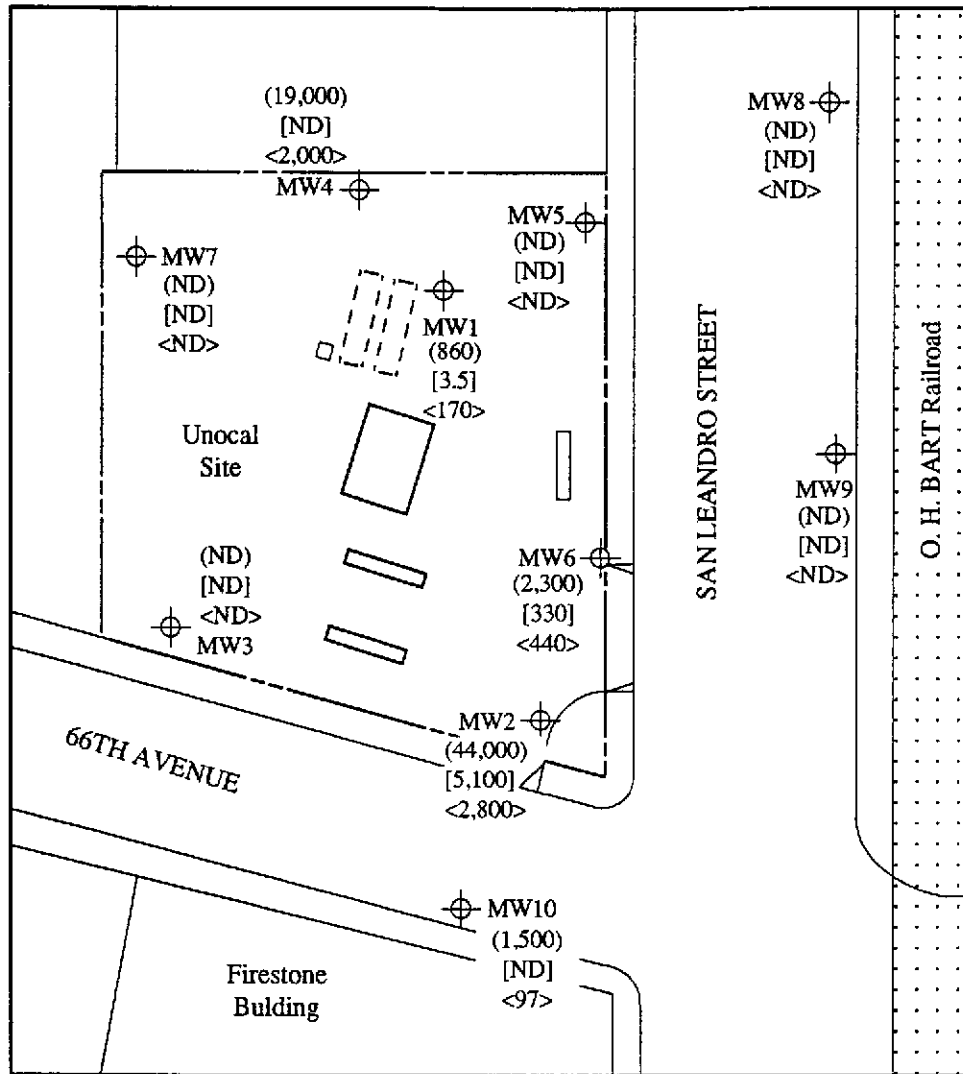 (19,000)
[ND]
<2,000>
MW4
MW8
(ND)
[ND]
<ND>
MW5
(ND)
[ND]
<ND>
MW7
(ND)
[ND]
<ND>
MW1
(860)
[3.5]
<170>
Unocal
Site
SAN LEANDRO STREET
O. H. BART Railroad
MW9
(ND)
[ND]
<ND>
(ND)
[ND]
<ND>
MW3
MW6
(2,300)
[330]
<440>
MW2
(44,000)
[5,100]
<2,800>
66TH AVENUE
MW10
(1,500)
[ND]
<97>
Firestone
Bulding